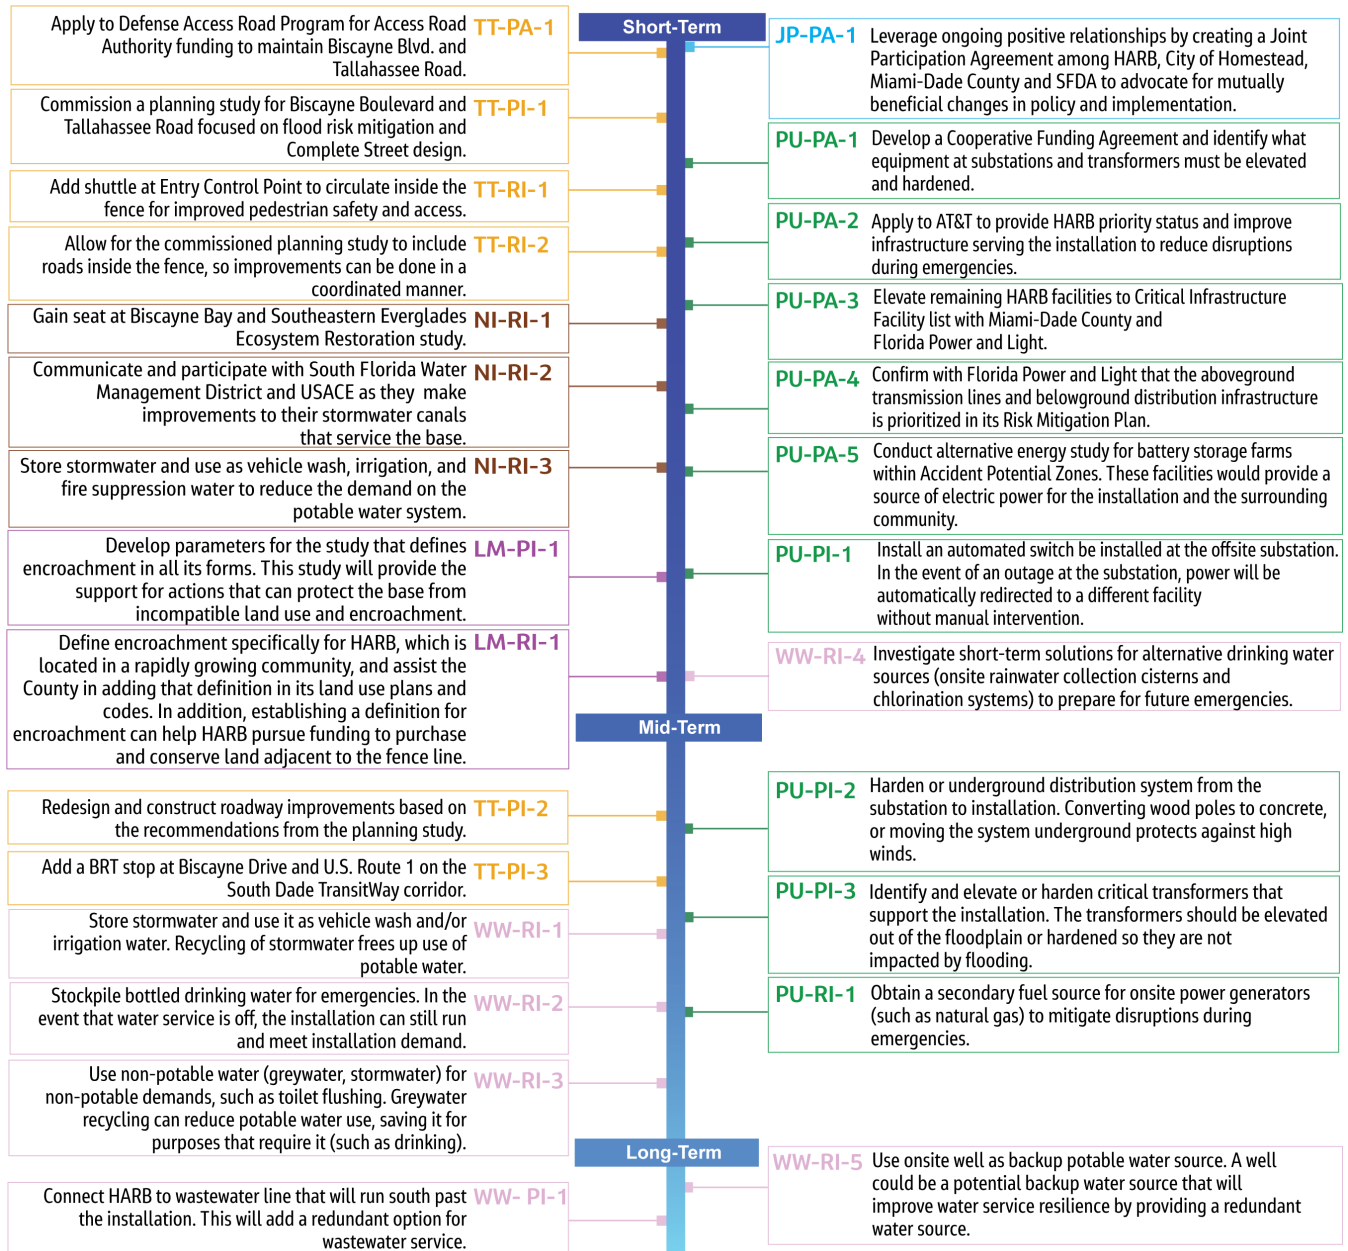 Short-Term
Apply to Defense Access Road Program for Access Road
Authority funding to maintain Biscayne Blvd. and
Tallahassee Road.
TT-PA-1
Commission a planning study for Biscayne Boulevard and
Tallahassee Road focused on flood risk mitigation and
Complete Street design.
TT-PI-1
Add shuttle at Entry Control Point to circulate inside the
fence for improved pedestrian safety and access.
TT-RI-1
Allow for the commissioned planning study to include
roads inside the fence, so improvements can be done in a
coordinated manner.
TT-RI-2
Gain seat at Biscayne Bay and Southeastern Everglades
Ecosystem Restoration study.
NI-RI-1
Communicate and participate with South Florida Water
Management District and USACE as they make
improvements to their stormwater canals
that service the base.
NI-RI-2
Store stormwater and use as vehicle wash, irrigation, and
fire suppression water to reduce the demand on the
potable water system.
NI-RI-3
Develop parameters for the study that defines
encroachment in all its forms. This study will provide the
support for actions that can protect the base from
incompatible land use and encroachment.
LM-PI-1
Define encroachment specifically for HARB, which is
located in a rapidly growing community, and assist the
County in adding that definition in its land use plans and
codes. In addition, establishing a definition for
encroachment can help HARB pursue funding to purchase
and conserve land adjacent to the fence line.
LM-RI-1
JP-PA-1
Leverage ongoing positive relationships by creating a Joint
Participation Agreement among HARB, City of Homestead,
Miami-Dade County and SFDA to advocate for mutually
beneficial changes in policy and implementation.
PU-PA-1
Develop a Cooperative Funding Agreement and identify what
equipment at substations and transformers must be elevated
and hardened.
PU-PA-2
Apply to AT&T to provide HARB priority status and improve
infrastructure serving the installation to reduce disruptions
during emergencies.
PU-PA-3
Elevate remaining HARB facilities to Critical Infrastructure
Facility list with Miami-Dade County and
Florida Power and Light.
PU-PA-4
Confirm with Florida Power and Light that the aboveground
transmission lines and belowground distribution infrastructure
is prioritized in its Risk Mitigation Plan.
PU-PA-5
Conduct alternative energy study for battery storage farms
within Accident Potential Zones. These facilities would provide a
source of electric power for the installation and the surrounding
community.
PU-PI-1
Install an automated switch be installed at the offsite substation.
In the event of an outage at the substation, power will be
automatically redirected to a different facility
without manual intervention.
WW-RI-4
Investigate short-term solutions for alternative drinking water
sources (onsite rainwater collection cisterns and
chlorination systems) to prepare for future emergencies.
Mid-Term
Redesign and construct roadway improvements based on
the recommendations from the planning study.
TT-PI-2
Add a BRT stop at Biscayne Drive and U.S. Route 1 on the
South Dade TransitWay corridor.
TT-PI-3
Store stormwater and use it as vehicle wash and/or
irrigation water. Recycling of stormwater frees up use of
potable water.
WW-RI-1
Stockpile bottled drinking water for emergencies. In the
event that water service is off, the installation can still run
and meet installation demand.
WW-RI-2
Use non-potable water (greywater, stormwater) for
non-potable demands, such as toilet flushing. Greywater
recycling can reduce potable water use, saving it for
purposes that require it (such as drinking).
WW-RI-3
PU-PI-2
Harden or underground distribution system from the
substation to installation. Converting wood poles to concrete,
or moving the system underground protects against high
winds.
PU-PI-3
Identify and elevate or harden critical transformers that
support the installation. The transformers should be elevated
out of the floodplain or hardened so they are not
impacted by flooding.
PU-RI-1
Obtain a secondary fuel source for onsite power generators
(such as natural gas) to mitigate disruptions during
emergencies.
Long-Term
Connect HARB to wastewater line that will run south past
the installation. This will add a redundant option for
wastewater service.
WW- PI-1
WW-RI-5
Use onsite well as backup potable water source. A well
could be a potential backup water source that will
improve water service resilience by providing a redundant
water source.